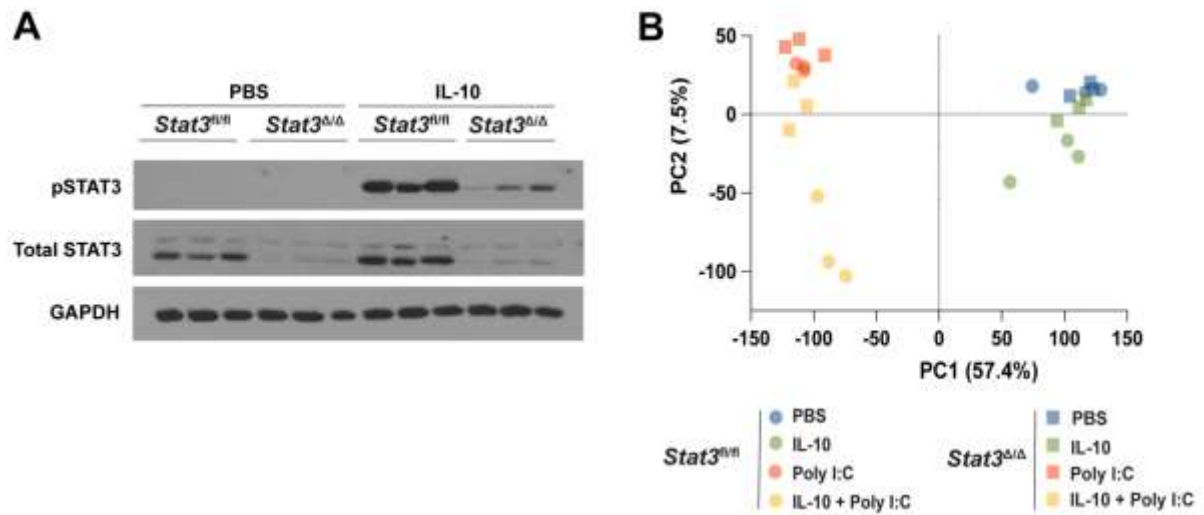 A
PBS IL-10
Stat3fl/fl Stat3Δ/Δ Stat3fl/fl Stat3Δ/Δ
pSTAT3
Total STAT3
GAPDH
B
50
0
-50
-100
PC2 (7.5%)
-150 -100 -50 0 50 100 150
PC1 (57.4%)
Stat3fl/fl
PBS
IL-10
Poly I:C
IL-10 + Poly I:C
Stat3Δ/Δ
PBS
IL-10
Poly I:C
IL-10 + Poly I:C